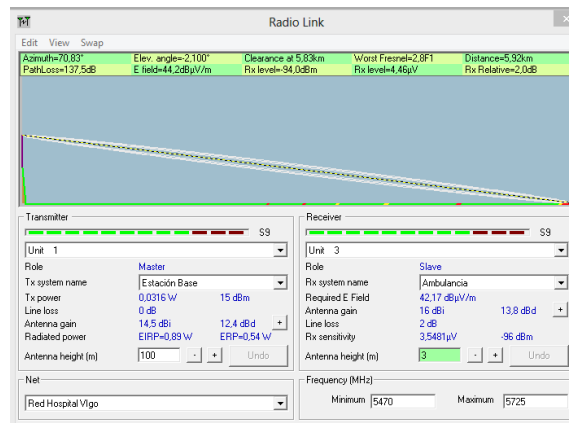 Radio Link
Edit View Swap
Azimuth=70,83° Elev. angle=-2,100° Clearance at 5,83km Worst Fresnel=2,8F1 Distance=5,92km
PathLoss=137,5dB E field=44,2dBµV/m Rx level=-94,0dBm Rx level=4,46µV Rx Relative=2,0dB
Transmitter
S9
Unit 1
Role Master
Tx system name Estación Base
Tx power 0,0316 W 15 dBm
Line loss 0 dB
Antenna gain 14,5 dBi 12,4 dBd +
Radiated power EIRP=0,89 W ERP=0,54 W
Antenna height (m) 100 - + Undo
Receiver
S9
Unit 3
Role Slave
Rx system name Ambulancia
Required E Field 42,17 dBµV/m
Antenna gain 16 dBi 13,8 dBd +
Line loss 2 dB
Rx sensitivity 3,5481µV -96 dBm
Antenna height (m) 3 - + Undo
Net
Red Hospital VIgo
Frequency (MHz)
Minimum 5470 Maximum 5725